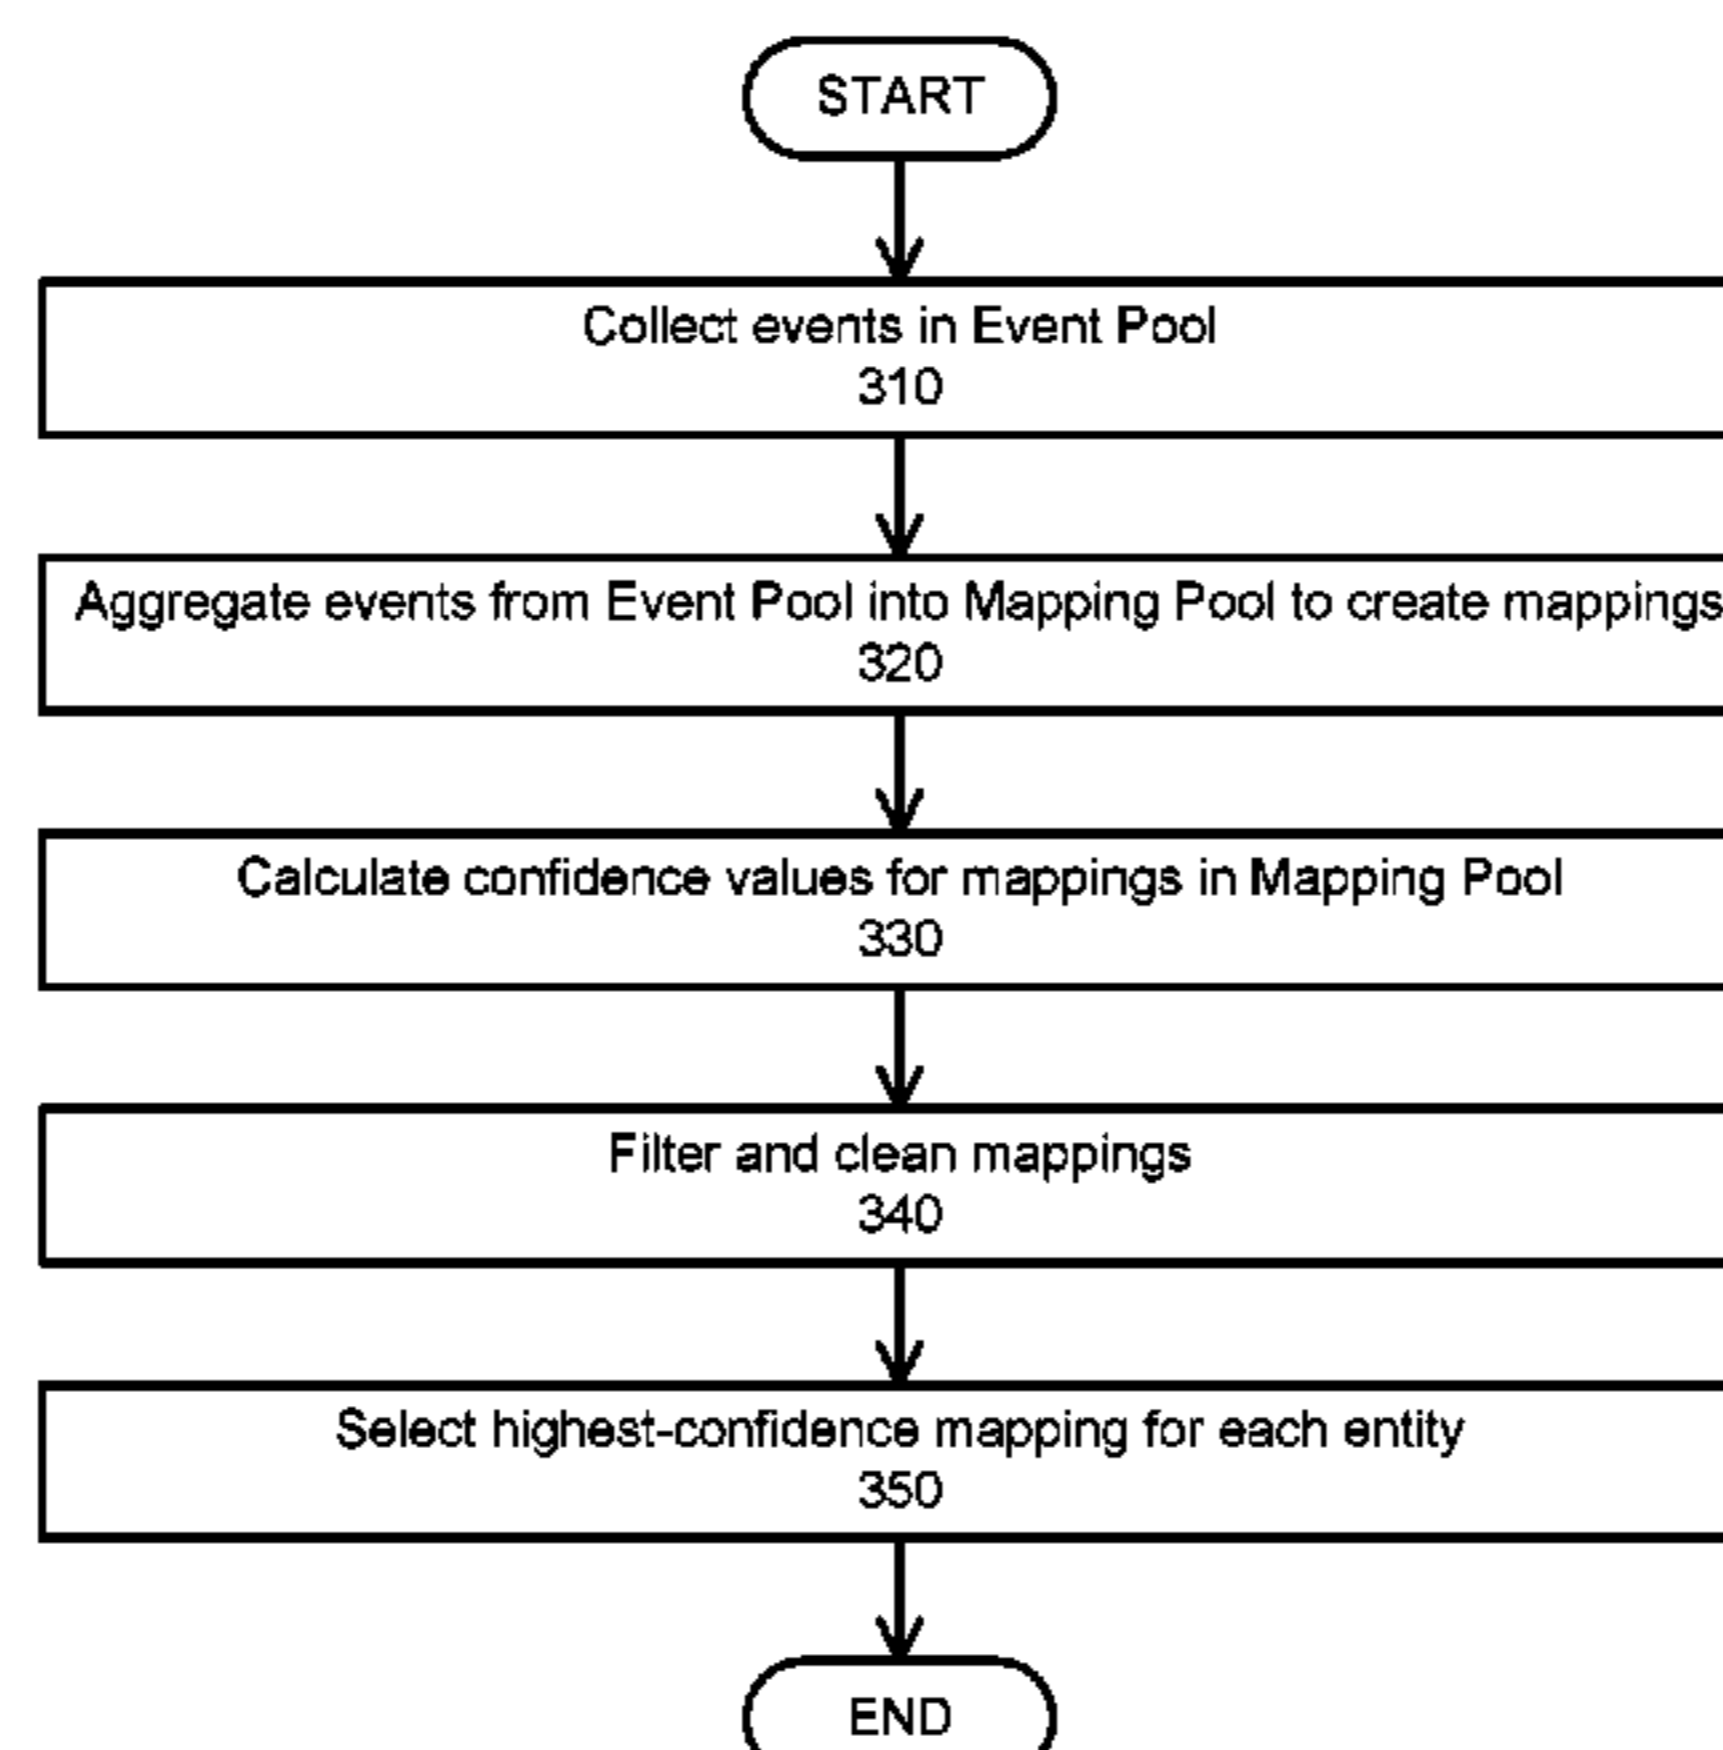 START
Collect events in Event Pool
310
Aggregate events from Event Pool into Mapping Pool to create mappings
320
Calculate confidence values for mappings in Mapping Pool
330
Filter and clean mappings
340
Select highest-confidence mapping for each entity
350
END